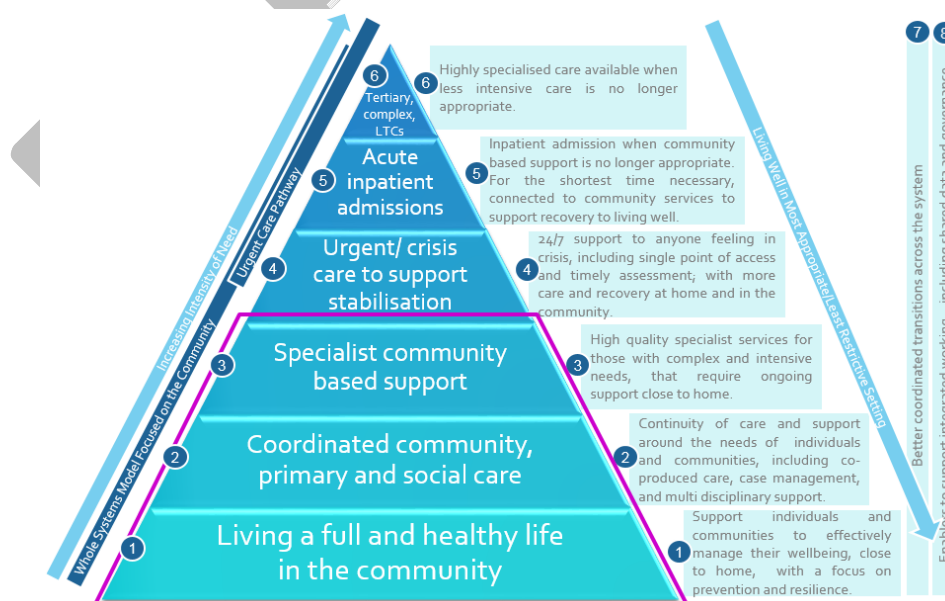 6
Tertiary,
complex,
LTCs
6
Highly specialised care available when
less intensive care is no longer
appropriate.
5
Acute
inpatient
admissions
5
Inpatient admission when community
based support is no longer appropriate.
For the shortest time necessary,
connected to community services to
support recovery to living well.
4
Urgent/ crisis
care to support
stabilisation
4
24/7 support to anyone feeling in
crisis, including single point of access
and timely assessment; with more
care and recovery at home and in the
community.
3
Specialist community
based support
3
High quality specialist services for
those with complex and intensive
needs, that require ongoing
support close to home.
2
Coordinated community,
primary and social care
2
Continuity of care and support
around the needs of individuals
and communities, including co-
produced care, case management,
and multi disciplinary support.
1
Living a full and healthy life
in the community
1
Support individuals and
communities to effectively
manage their wellbeing, close
to home, with a focus on
prevention and resilience.
Increasing Intensity of Need
Whole Systems Model Focused on the Community
Urgent Care Pathway
Living Well in Most Appropriate/Least Restrictive Setting
7
Better coordinated transitions across the system
8
to support integrated working including shared data and governance